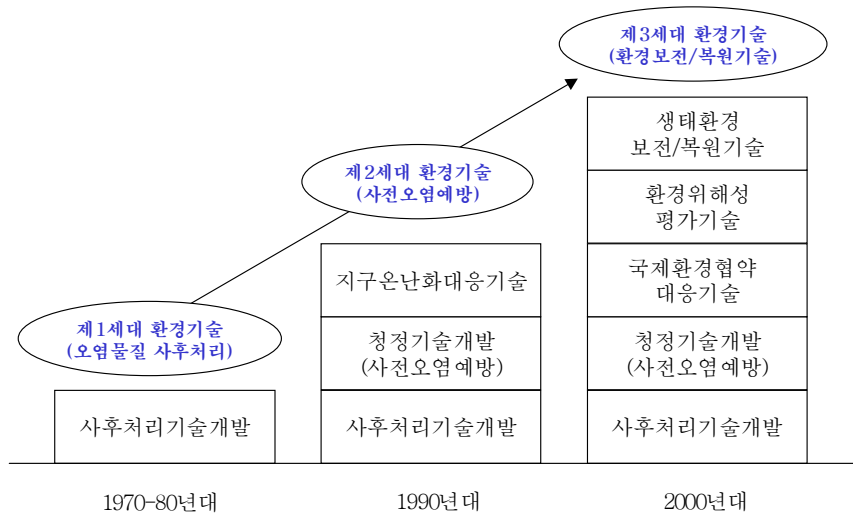 제3세대 환경기술
(환경보전/복원기술)
생태환경
보전/복원기술
제2세대 환경기술
(사전오염예방)
환경위해성
평가기술
지구온난화대응기술
국제환경협약
대응기술
제1세대 환경기술
(오염물질 사후처리)
청정기술개발
(사전오염예방)
청정기술개발
(사전오염예방)
사후처리기술개발
사후처리기술개발
사후처리기술개발
1970-80년대
1990년대
2000년대